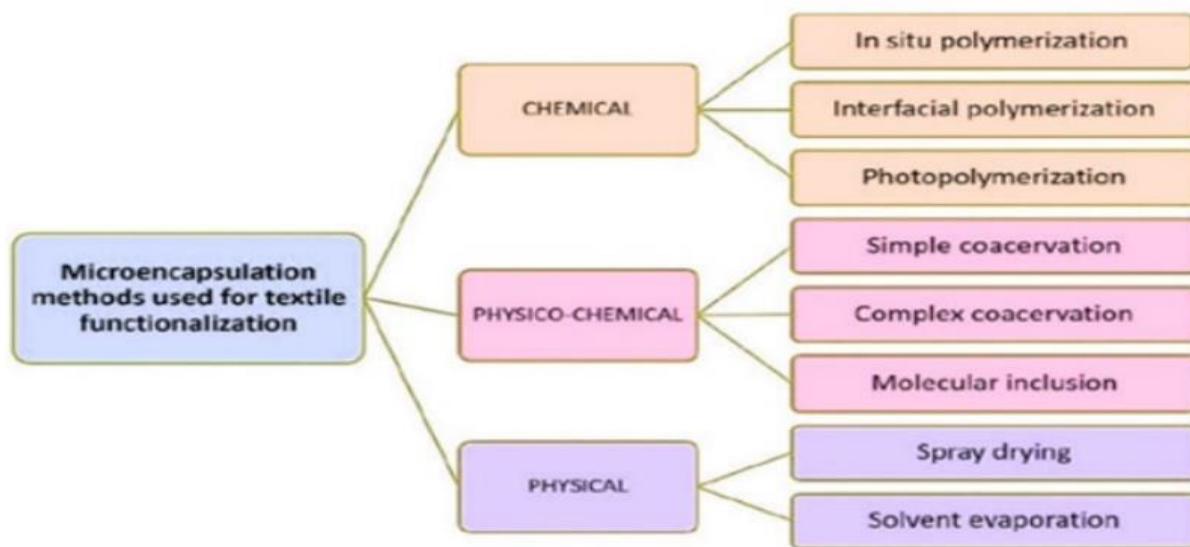 Microencapsulation
methods used for textile
functionalization
CHEMICAL
In situ polymerization
Interfacial polymerization
Photopolymerization
PHYSICO-CHEMICAL
Simple coacervation
Complex coacervation
Molecular inclusion
PHYSICAL
Spray drying
Solvent evaporation